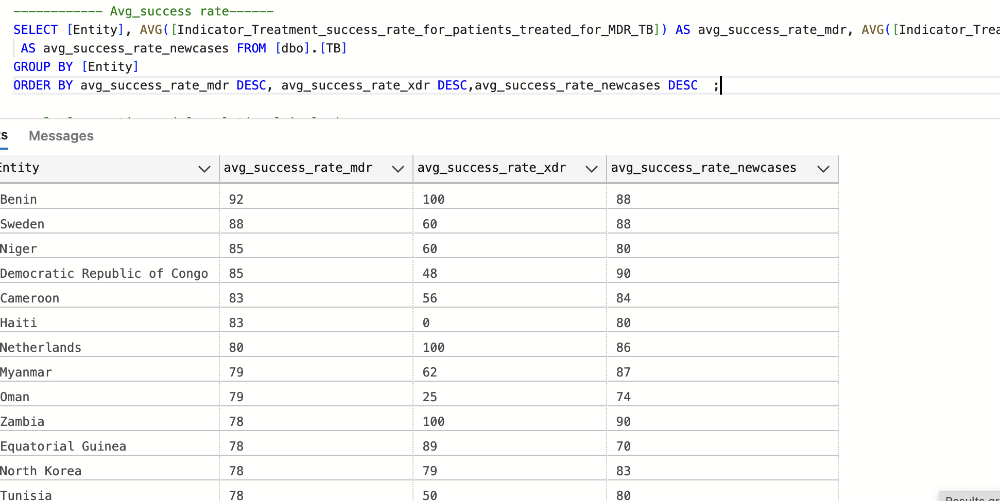 ------------ Avg_success rate------
SELECT [Entity], AVG([Indicator_Treatment_success_rate_for_patients_treated_for_MDR_TB]) AS avg_success_rate_mdr, AVG([Indicator_Trea
AS avg_success_rate_newcases FROM [dbo].[TB]
GROUP BY [Entity]
ORDER BY avg_success_rate_mdr DESC, avg_success_rate_xdr DESC,avg_success_rate_newcases DESC  ;
ts Messages
Entity avg_success_rate_mdr avg_success_rate_xdr avg_success_rate_newcases
Benin 92 100 88
Sweden 88 60 88
Niger 85 60 80
Democratic Republic of Congo 85 48 90
Cameroon 83 56 84
Haiti 83 0 80
Netherlands 80 100 86
Myanmar 79 62 87
Oman 79 25 74
Zambia 78 100 90
Equatorial Guinea 78 89 70
North Korea 78 79 83
Tunisia 78 50 80
Results gr